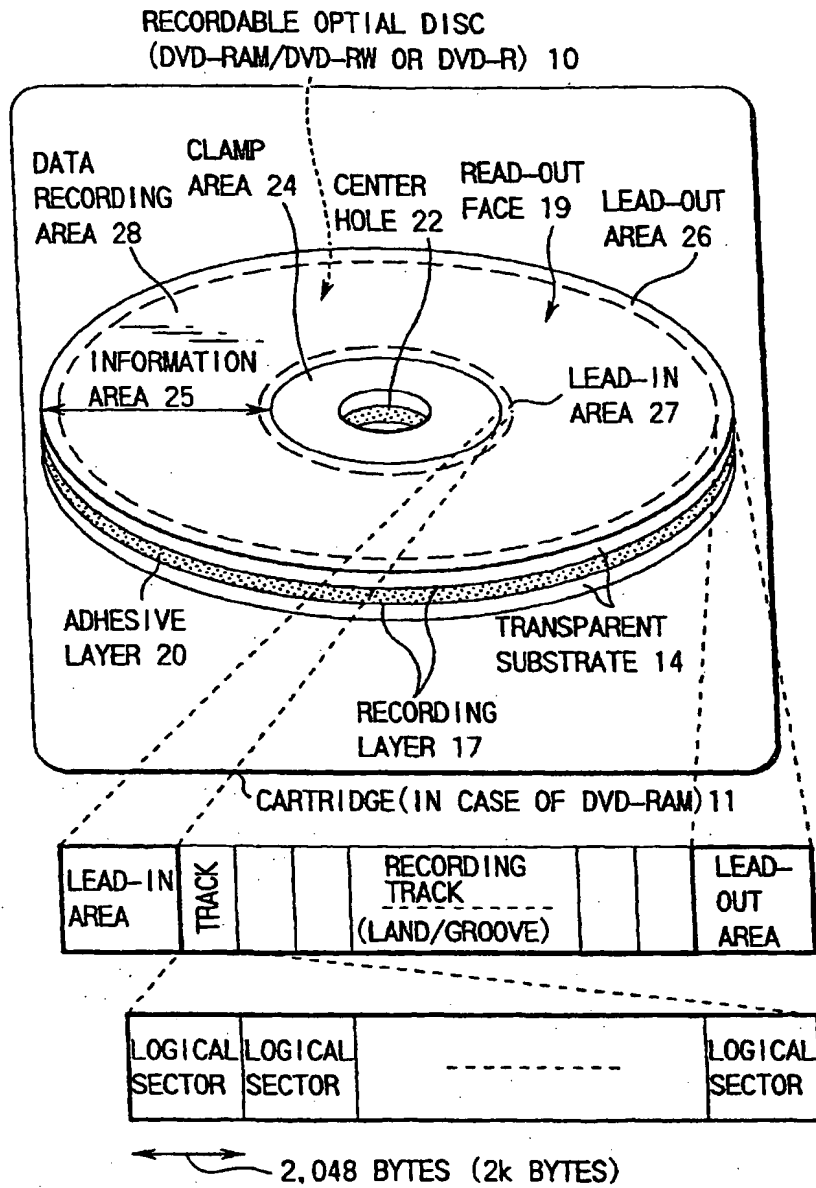 RECORDABLE OPTIAL DISC
(DVD-RAM/DVD-RW OR DVD-R) 10
DATA
RECORDING
AREA 28
CLAMP
AREA 24
CENTER
HOLE 22
READ-OUT
FACE 19
LEAD-OUT
AREA 26
INFORMATION
AREA 25
LEAD-IN
AREA 27
ADHESIVE
LAYER 20
TRANSPARENT
SUBSTRATE 14
RECORDING
LAYER 17
CARTRIDGE(IN CASE OF DVD-RAM)11
LEAD-IN
AREA
TRACK
RECORDING
TRACK
(LAND/GROOVE)
LEAD-
OUT
AREA
LOGICAL
SECTOR
LOGICAL
SECTOR
LOGICAL
SECTOR
2,048 BYTES (2k BYTES)